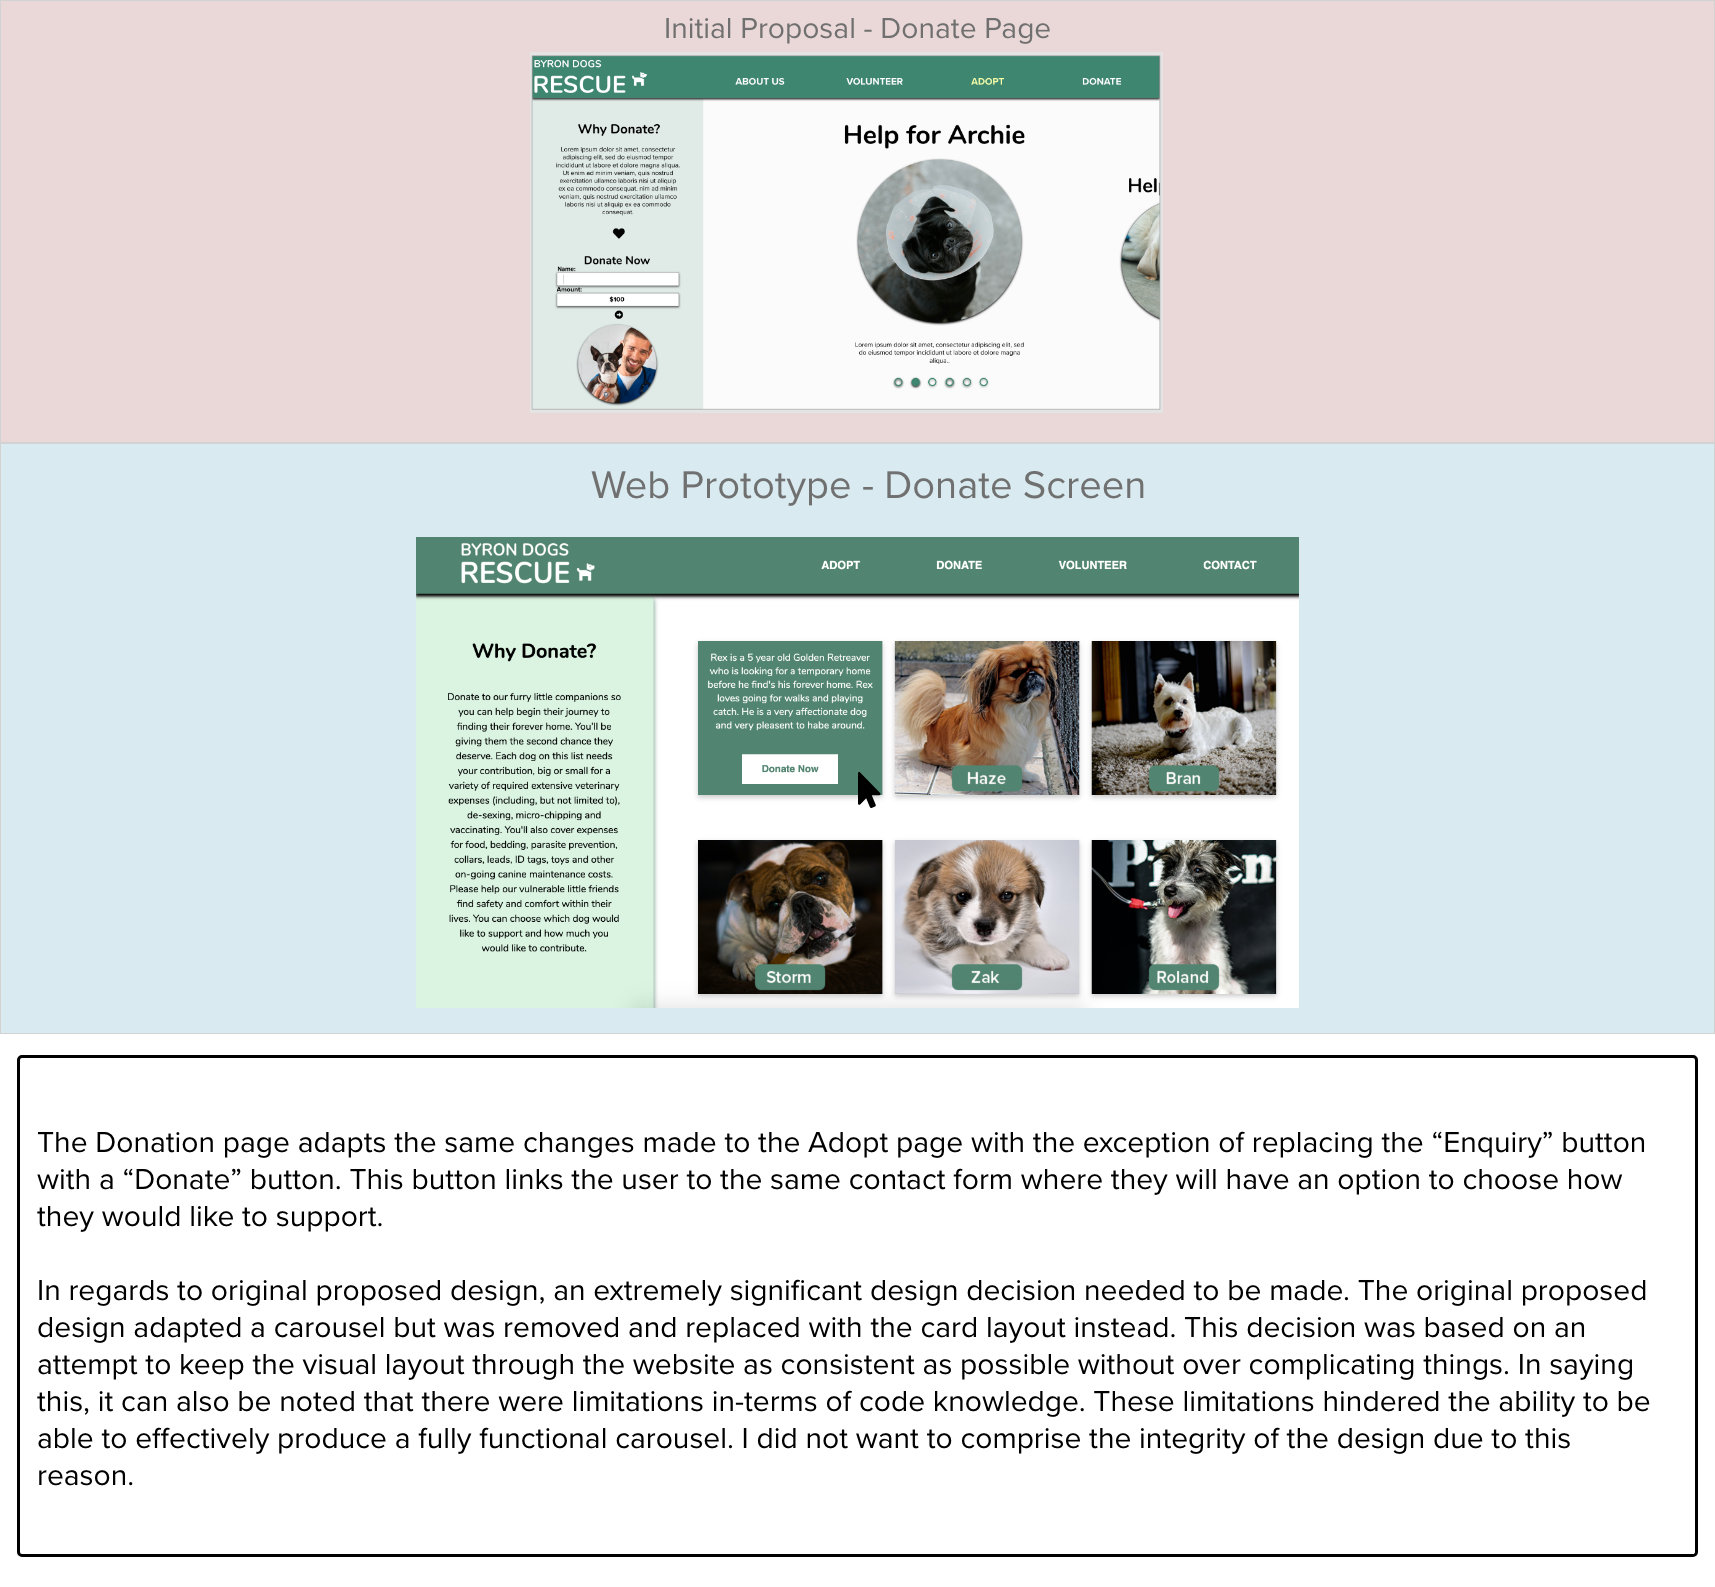 Initial Proposal - Donate Page
BYRON DOGS
RESCUE
ABOUT US
VOLUNTEER
ADOPT
DONATE
Why Donate?
Lorem ipsum dolor sit amet, consectetur
adipiscing elit, sed do eiusmod tempor
incididunt ut labore et dolore magna aliqua.
Ut enim ad minim veniam, quis nostrud
exercitation ullamco laboris nisi ut aliquip
ex ea commodo consequat. nim ad minim
veniam, quis nostrud exercitation ullamco
laboris nisi ut aliquip ex ea commodo
consequat.
Donate Now
Name:
Amount:
$100
Help for Archie
Lorem ipsum dolor sit amet, consectetur adipiscing elit, sed
do eiusmod tempor incididunt ut labore et dolore magna
aliqua.
Web Prototype - Donate Screen
BYRON DOGS
RESCUE
ADOPT
DONATE
VOLUNTEER
CONTACT
Why Donate?
Donate to our furry little companions so
you can help begin their journey to
finding their forever home. You'll be
giving them the second chance they
deserve. Each dog on this list needs
your contribution, big or small for a
variety of required extensive veterinary
expenses (including, but not limited to),
de-sexing, micro-chipping and
vaccinating. You'll also cover expenses
for food, bedding, parasite prevention,
collars, leads, ID tags, toys and other
on-going canine maintenance costs.
Please help our vulnerable little friends
find safety and comfort within their
lives. You can choose which dog would
like to support and how much you
would like to contribute.
Rex is a 5 year old Golden Retreaver
who is looking for a temporary home
before he find's his forever home. Rex
loves going for walks and playing
catch. He is a very affectionate dog
and very pleasent to habe around.
Donate Now
Haze
Bran
Storm
Zak
Roland
The Donation page adapts the same changes made to the Adopt page with the exception of replacing the “Enquiry” button
with a “Donate” button. This button links the user to the same contact form where they will have an option to choose how
they would like to support.
In regards to original proposed design, an extremely significant design decision needed to be made. The original proposed
design adapted a carousel but was removed and replaced with the card layout instead. This decision was based on an
attempt to keep the visual layout through the website as consistent as possible without over complicating things. In saying
this, it can also be noted that there were limitations in-terms of code knowledge. These limitations hindered the ability to be
able to effectively produce a fully functional carousel. I did not want to comprise the integrity of the design due to this
reason.